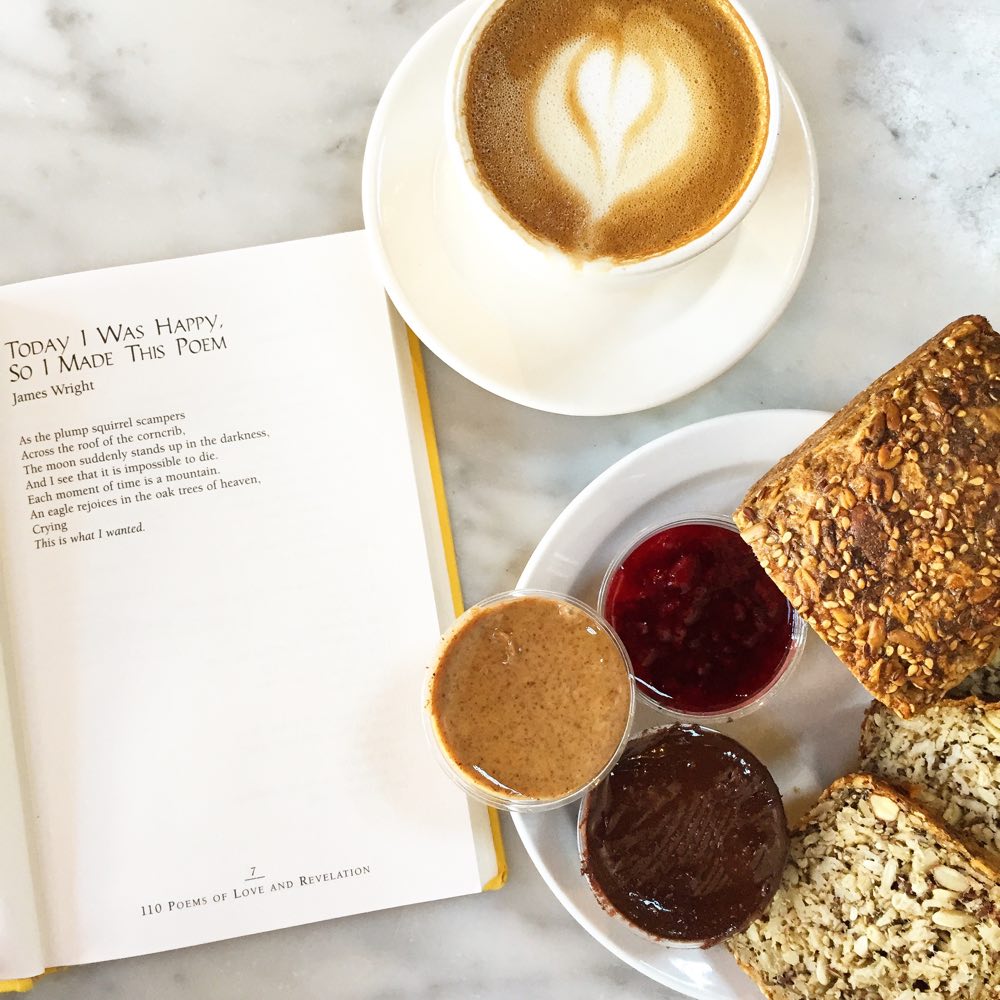 Today I Was Happy,
So I Made This Poem
James Wright
As the plump squirrel scampers
Across the roof of the corncrib,
The moon suddenly stands up in the darkness,
And I see that it is impossible to die.
Each moment of time is a mountain.
An eagle rejoices in the oak trees of heaven,
Crying
This is what I wanted.
7
110 Poems of Love and Revelation